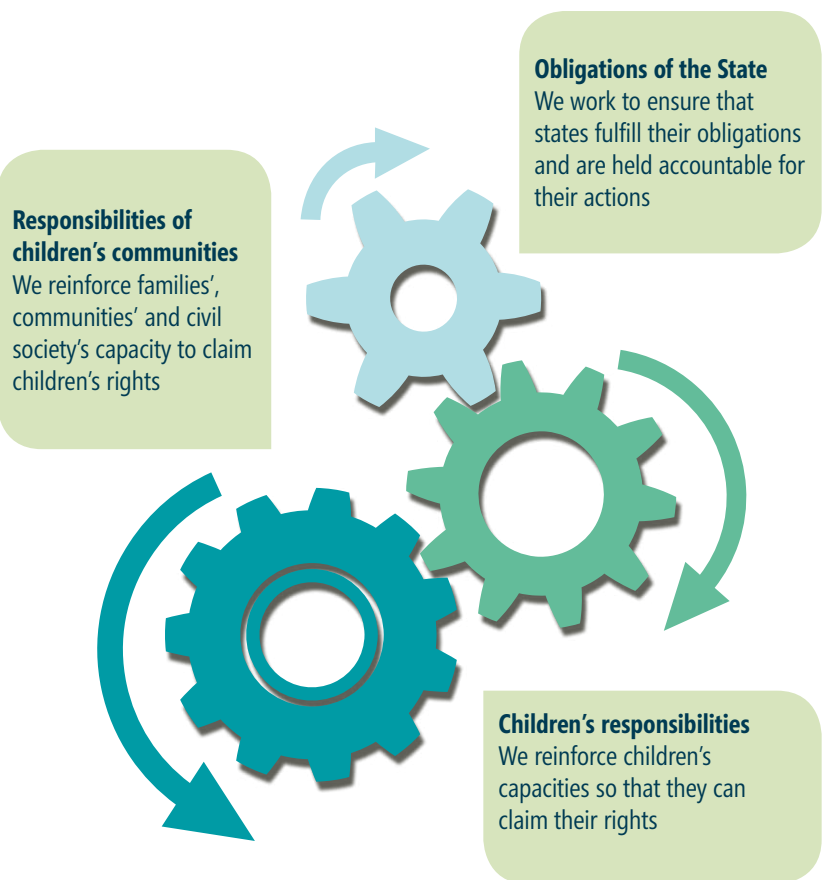 Obligations of the State
We work to ensure that
states fulfill their obligations
and are held accountable for
their actions
Responsibilities of
children’s communities
We reinforce families’,
communities’ and civil
society’s capacity to claim
children’s rights
Children’s responsibilities
We reinforce children’s
capacities so that they can
claim their rights